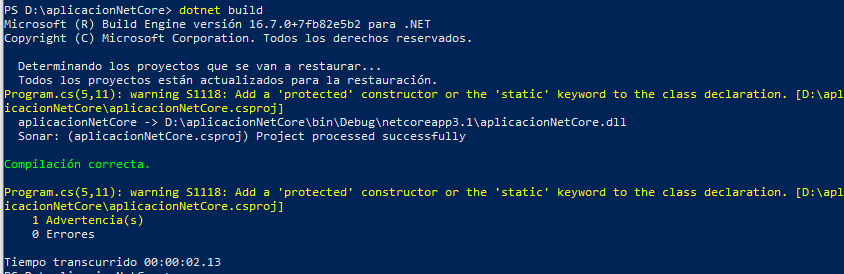 PS D:\aplicacionNetCore> dotnet build
Microsoft (R) Build Engine versión 16.7.0+7fb82e5b2 para .NET
Copyright (C) Microsoft Corporation. Todos los derechos reservados.
  Determinando los proyectos que se van a restaurar...
  Todos los proyectos están actualizados para la restauración.
Program.cs(5,11): warning S1118: Add a 'protected' constructor or the 'static' keyword to the class declaration. [D:\apl
icacionNetCore\aplicacionNetCore.csproj]
  aplicacionNetCore -> D:\aplicacionNetCore\bin\Debug\netcoreapp3.1\aplicacionNetCore.dll
  Sonar: (aplicacionNetCore.csproj) Project processed successfully
Compilación correcta.
Program.cs(5,11): warning S1118: Add a 'protected' constructor or the 'static' keyword to the class declaration. [D:\apl
icacionNetCore\aplicacionNetCore.csproj]
    1 Advertencia(s)
    0 Errores
Tiempo transcurrido 00:00:02.13